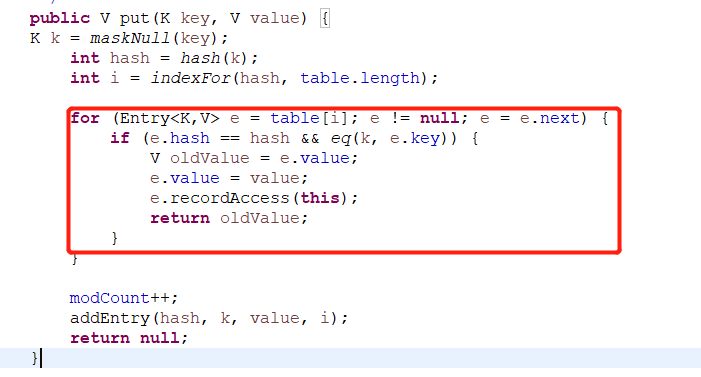 public V put(K key, V value) {
K k = maskNull(key);
int hash = hash(k);
int i = indexFor(hash, table.length);
for (Entry<K,V> e = table[i]; e != null; e = e.next) {
if (e.hash == hash && eq(k, e.key)) {
V oldValue = e.value;
e.value = value;
e.recordAccess(this);
return oldValue;
}
}
modCount++;
addEntry(hash, k, value, i);
return null;
}